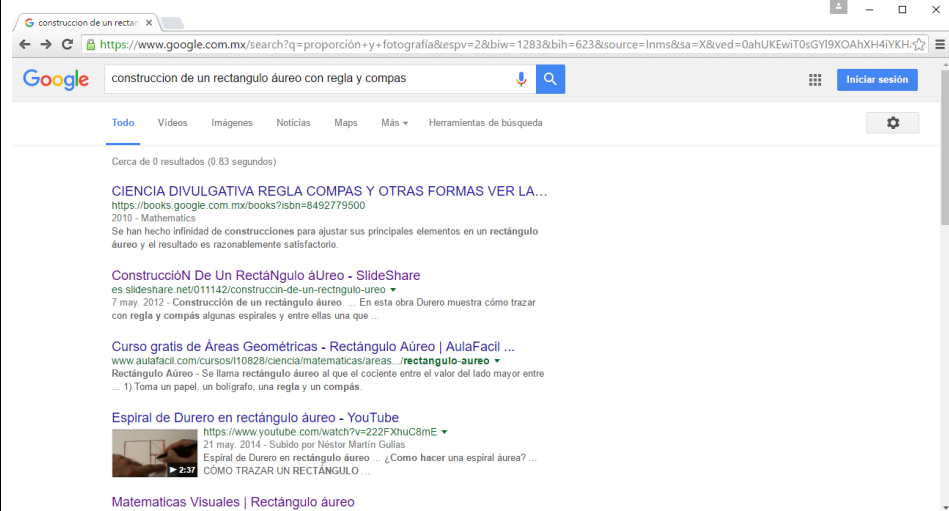 construccion de un rectan
https://www.google.com.mx/search?q=proporción+y+fotografía&espv=2&biw=1283&bih=623&source=lnms&sa=X&ved=0ahUKEwiT0sGYl9XOAhXH4iYKH
Google
construccion de un rectangulo áureo con regla y compas
Iniciar sesión
Todo Vídeos Imágenes Noticias Maps Más Herramientas de búsqueda
Cerca de 0 resultados (0.83 segundos)
CIENCIA DIVULGATIVA REGLA COMPAS Y OTRAS FORMAS VER LA…
https://books.google.com.mx/books?isbn=8492779500
2010 - Mathematics
Se han hecho infinidad de construcciones para ajustar sus principales elementos en un rectángulo
áureo y el resultado es razonablemente satisfactorio.
ConstruccióN De Un RectáNgulo áUreo - SlideShare
es.slideshare.net/011142/construccin-de-un-rectngulo-ureo
7 may. 2012 - Construcción de un rectángulo áureo. ... En esta obra Durero muestra cómo trazar
con regla y compás algunas espirales y entre ellas una que ...
Curso gratis de Áreas Geométricas - Rectángulo Aúreo | AulaFacil ...
www.aulafacil.com/cursos/l10828/ciencia/matematicas/areas.../rectangulo-aureo
Rectángulo Aúreo - Se llama rectángulo áureo al que el cociente entre el valor del lado mayor entre
... 1) Toma un papel, un bolígrafo, una regla y un compás.
Espiral de Durero en rectángulo áureo - YouTube
https://www.youtube.com/watch?v=222FXhuC8mE
21 may. 2014 - Subido por Néstor Martín Gulias
Espiral de Durero en rectángulo áureo ... ¿Como hacer una espiral áurea? ...
2:37 CÓMO TRAZAR UN RECTÁNGULO ...
Matematicas Visuales | Rectángulo áureo